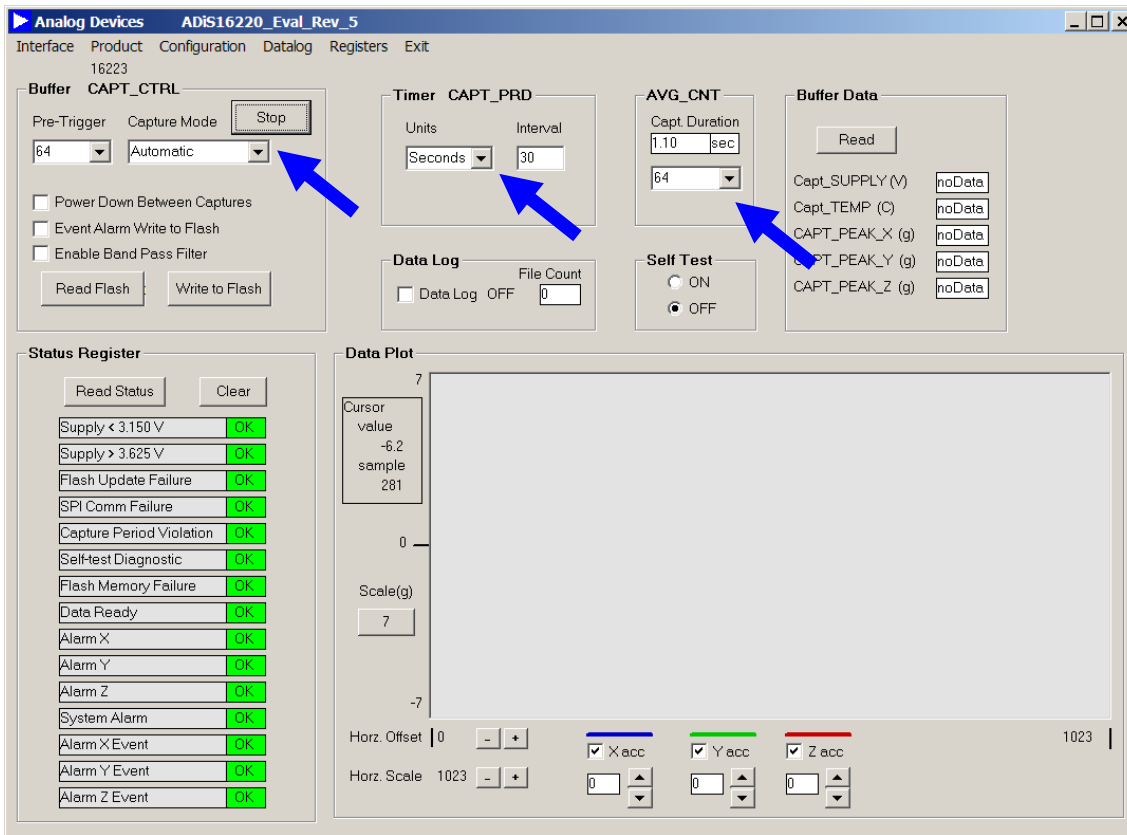 Analog Devices ADiS16220_Eval_Rev_5
Interface Product Configuration Datalog Registers Exit
16223
Buffer CAPT_CTRL
Pre-Trigger Capture Mode Stop
64 Automatic
Power Down Between Captures
Event Alarm Write to Flash
Enable Band Pass Filter
Read Flash Write to Flash
Timer CAPT_PRD
Units Interval
Seconds 30
Data Log
File Count
Data Log OFF 0
AVG_CNT
Capt. Duration
1.10 sec
64
Self Test
ON
OFF
Buffer Data
Read
Capt_SUPPLY (V) noData
Capt_TEMP (C) noData
CAPT_PEAK_X (g) noData
PT_PEAK_Y (g) noData
CAPT_PEAK_Z (g) noData
Status Register
Read Status Clear
Supply < 3.150 V OK
Supply > 3.625 V OK
Flash Update Failure OK
SPI Comm Failure OK
Capture Period Violation OK
Self-test Diagnostic OK
Flash Memory Failure OK
Data Ready OK
Alarm X OK
Alarm Y OK
Alarm Z OK
System Alarm OK
Alarm X Event OK
Alarm Y Event OK
Alarm Z Event OK
Data Plot
7
Cursor
value
-6.2
sample
281
0
Scale(g)
7
-7
Horz. Offset 0 - + 1023
Horz. Scale 1023 - +
X acc Y acc Z acc
0 0 0